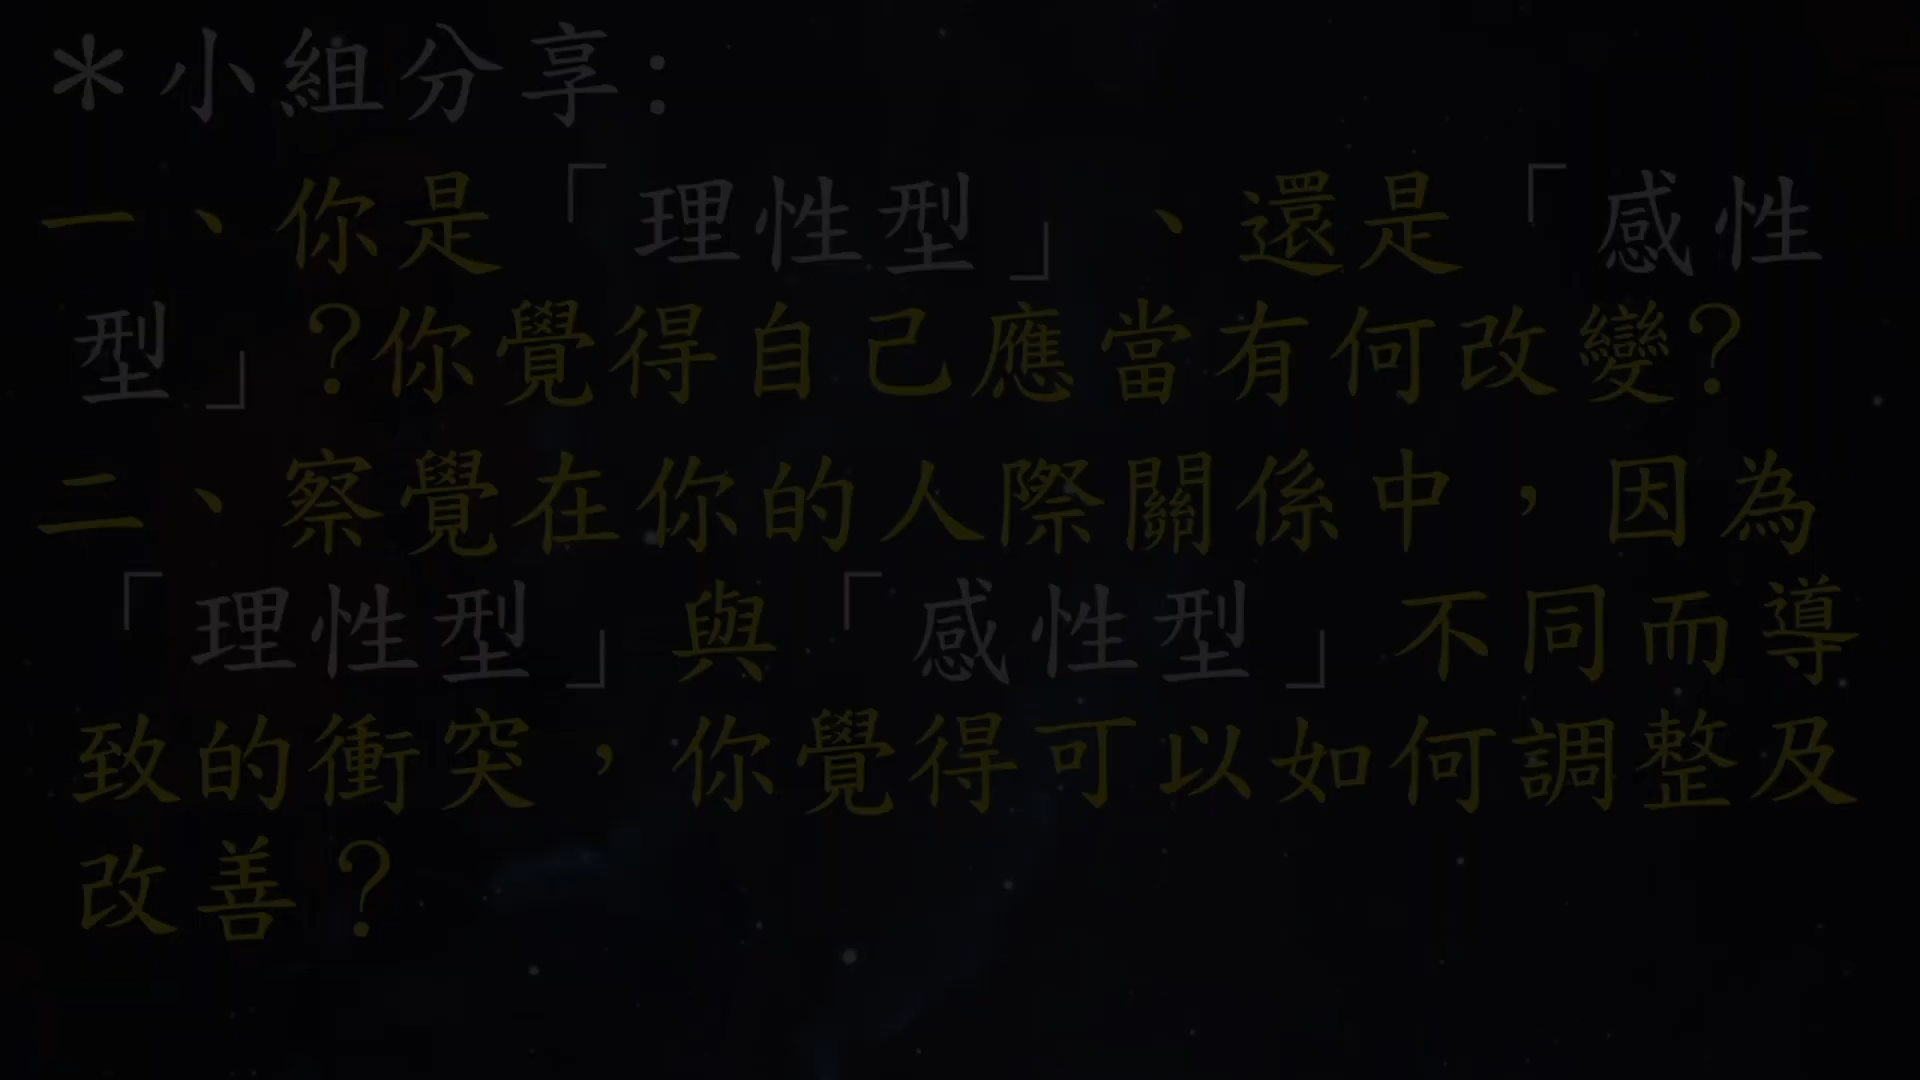 ＊小組分享：
一、你是「理性型」、還是「感性
型」?你覺得自己應當有何改變?
二、察覺在你的人際關係中，因為
「理性型」與「感性型」不同而導
致的衝突，你覺得可以如何調整及
改善？